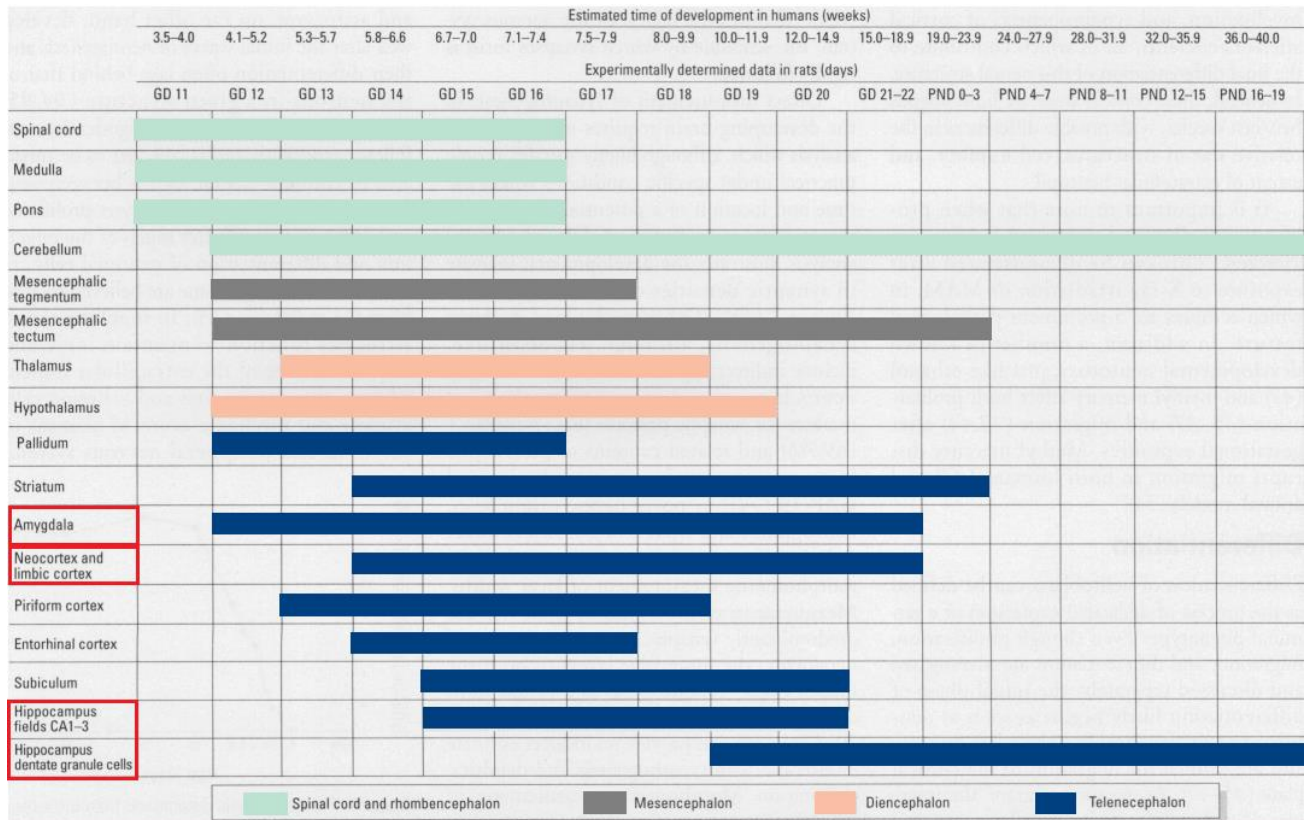 Estimated time of development in humans (weeks)
3.5–4.0 4.1–5.2 5.3–5.7 5.8–6.6 6.7–7.0 7.1–7.4 7.5–7.9 8.0–9.9 10.0–11.9 12.0–14.9 15.0–18.9 19.0–23.9 24.0–27.9 28.0–31.9 32.0–35.9 36.0–40.0
Experimentally determined data in rats (days)
GD 11 GD 12 GD 13 GD 14 GD 15 GD 16 GD 17 GD 18 GD 19 GD 20 GD 21–22 PND 0–3 PND 4–7 PND 8–11 PND 12–15 PND 16–19
Spinal cord
Medulla
Pons
Cerebellum
Mesencephalic
tegmentum
Mesencephalic
tectum
Thalamus
Hypothalamus
Pallidum
Striatum
Amygdala
Neocortex and
limbic cortex
Piriform cortex
Entorhinal cortex
Subiculum
Hippocampus
fields CA1–3
Hippocampus
dentate granule cells
Spinal cord and rhombencephalon Mesencephalon Diencephalon Telencephalon